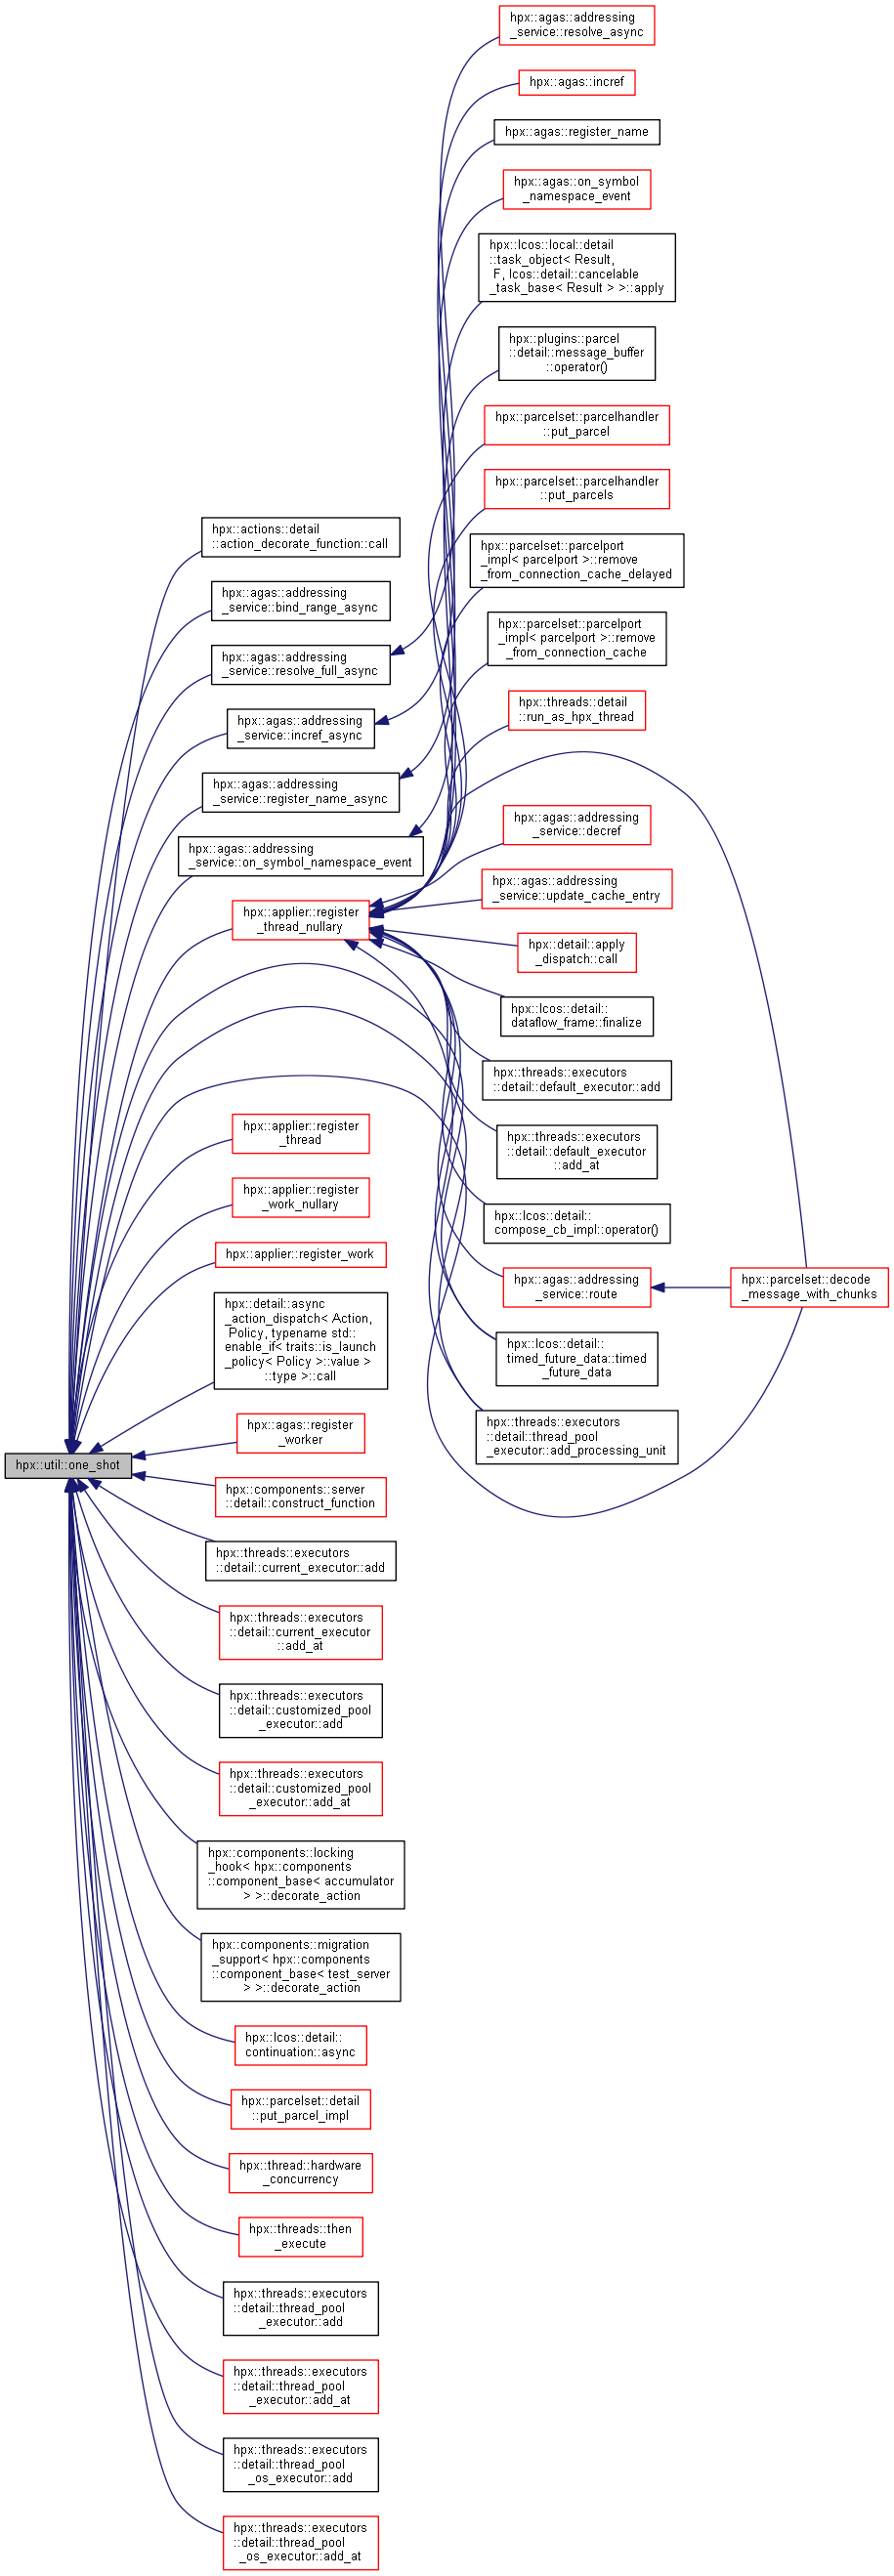 hpx::util::one_shot
hpx::actions::detail
::action_decorate_function::call
hpx::agas::addressing
_service::bind_range_async
hpx::agas::addressing
_service::resolve_full_async
hpx::agas::addressing
_service::incref_async
hpx::agas::addressing
_service::register_name_async
hpx::agas::addressing
_service::on_symbol_namespace_event
hpx::applier::register
_thread_nullary
hpx::applier::register
_thread
hpx::applier::register
_work_nullary
hpx::applier::register_work
hpx::detail::async
_action_dispatch< Action,
Policy, typename std::
enable_if< traits::is_launch
_policy< Policy >::value >
::type >::call
hpx::agas::register
_worker
hpx::components::server
::detail::construct_function
hpx::threads::executors
::detail::current_executor::add
hpx::threads::executors
::detail::current_executor
::add_at
hpx::threads::executors
::detail::customized_pool
_executor::add
hpx::threads::executors
::detail::customized_pool
_executor::add_at
hpx::components::locking
_hook< hpx::components
::component_base< accumulator
> >::decorate_action
hpx::components::migration
_support< hpx::components
::component_base< test_server
> >::decorate_action
hpx::lcos::detail::
continuation::async
hpx::parcelset::detail
::put_parcel_impl
hpx::thread::hardware
_concurrency
hpx::threads::then
_execute
hpx::threads::executors
::detail::thread_pool
_executor::add
hpx::threads::executors
::detail::thread_pool
_executor::add_at
hpx::threads::executors
::detail::thread_pool
_os_executor::add
hpx::threads::executors
::detail::thread_pool
_os_executor::add_at
hpx::agas::addressing
_service::resolve_async
hpx::agas::incref
hpx::agas::register_name
hpx::agas::on_symbol
_namespace_event
hpx::lcos::local::detail
::task_object< Result,
F, lcos::detail::cancelable
_task_base< Result > >::apply
hpx::plugins::parcel
::detail::message_buffer
::operator()
hpx::parcelset::parcelhandler
::put_parcel
hpx::parcelset::parcelhandler
::put_parcels
hpx::parcelset::parcelport
_impl< parcelport >::remove
_from_connection_cache_delayed
hpx::parcelset::parcelport
_impl< parcelport >::remove
_from_connection_cache
hpx::threads::detail
::run_as_hpx_thread
hpx::agas::addressing
_service::decref
hpx::agas::addressing
_service::update_cache_entry
hpx::detail::apply
_dispatch::call
hpx::lcos::detail::
dataflow_frame::finalize
hpx::threads::executors
::detail::default_executor::add
hpx::threads::executors
::detail::default_executor
::add_at
hpx::lcos::detail::
compose_cb_impl::operator()
hpx::agas::addressing
_service::route
hpx::lcos::detail::
timed_future_data::timed
_future_data
hpx::threads::executors
::detail::thread_pool
_executor::add_processing_unit
hpx::parcelset::decode
_message_with_chunks